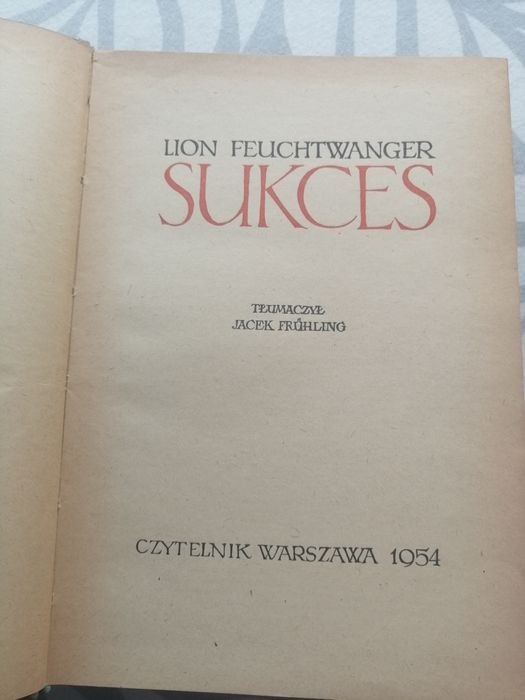 LION FEUCHTWANGER
SUKCES
TŁUMACZYŁ
JACEK FRÜHLING
CZYTELNIK WARSZAWA 1954